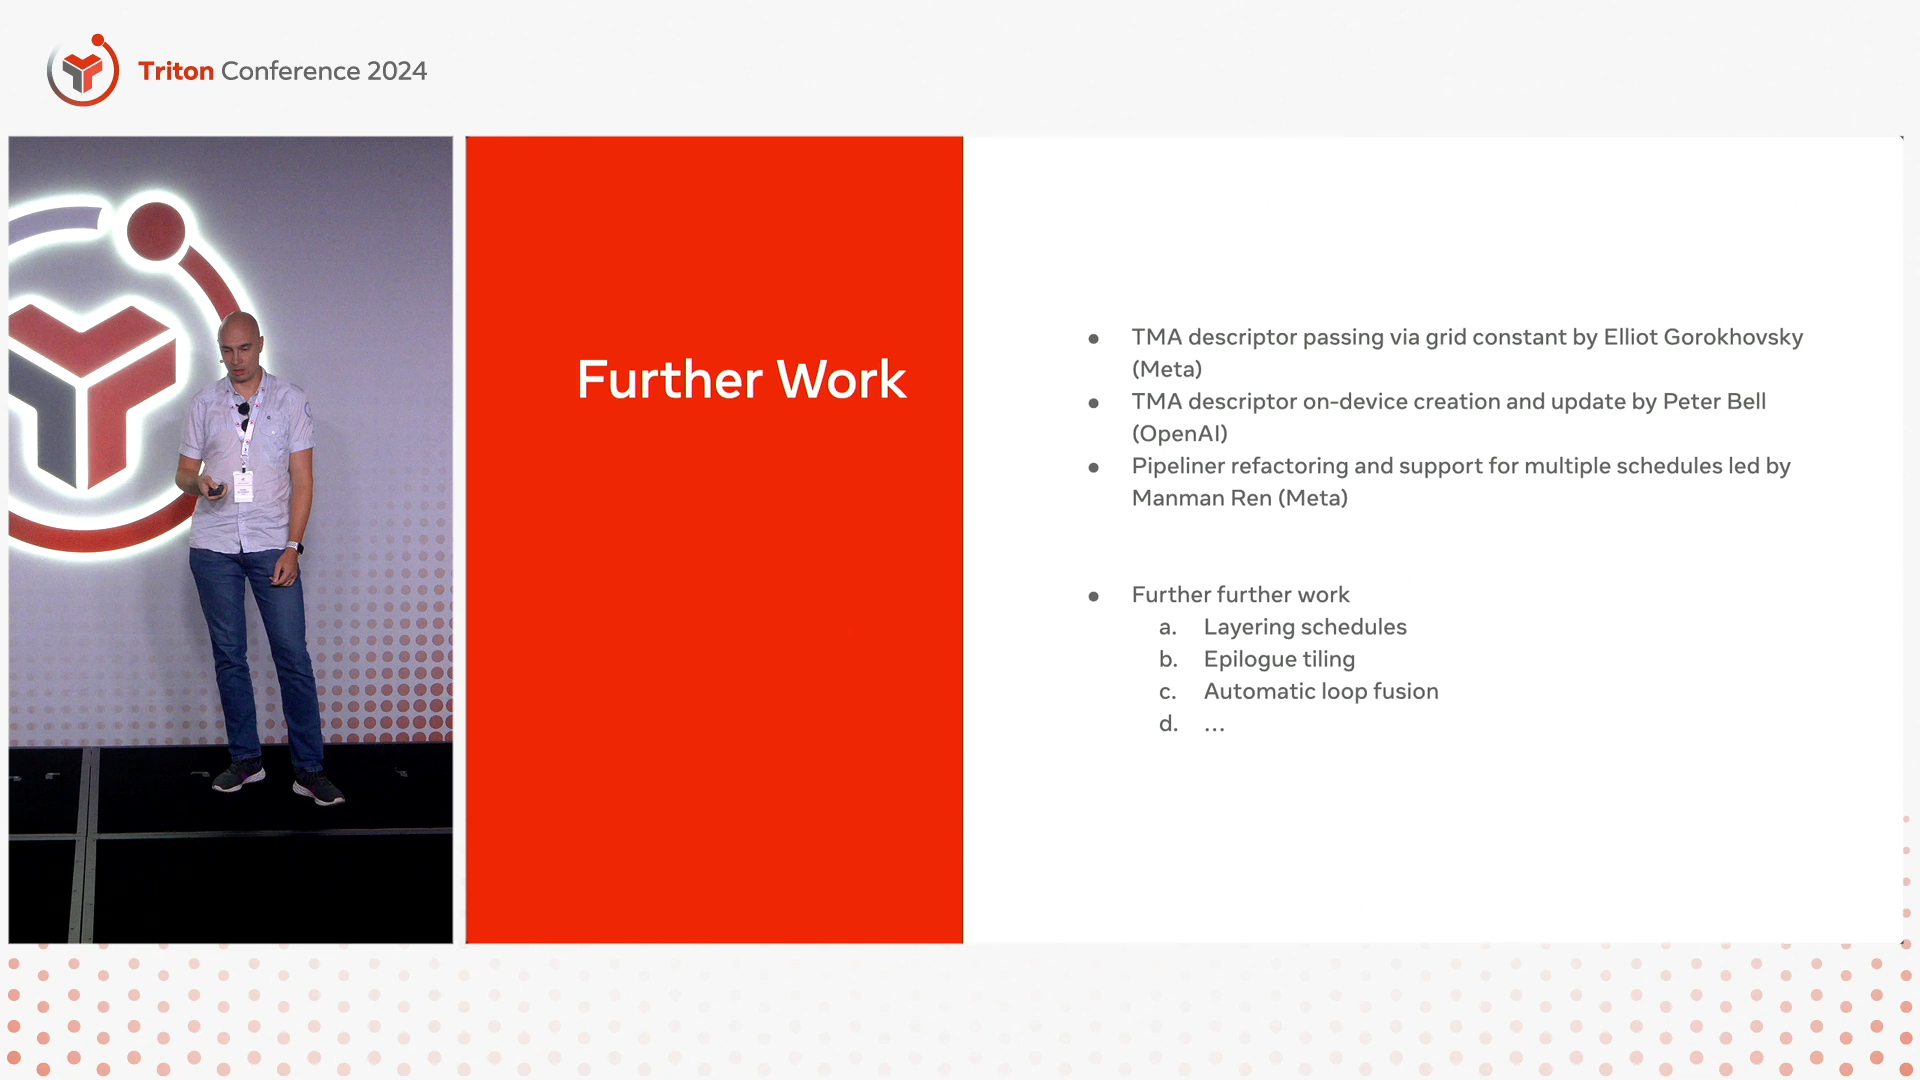 Triton Conference 2024
Further Work
● TMA descriptor passing via grid constant by Elliot Gorokhovsky
(Meta)
● TMA descriptor on-device creation and update by Peter Bell
(OpenAI)
● Pipeliner refactoring and support for multiple schedules led by
Manman Ren (Meta)
● Further further work
a. Layering schedules
b. Epilogue tiling
c. Automatic loop fusion
d. ...